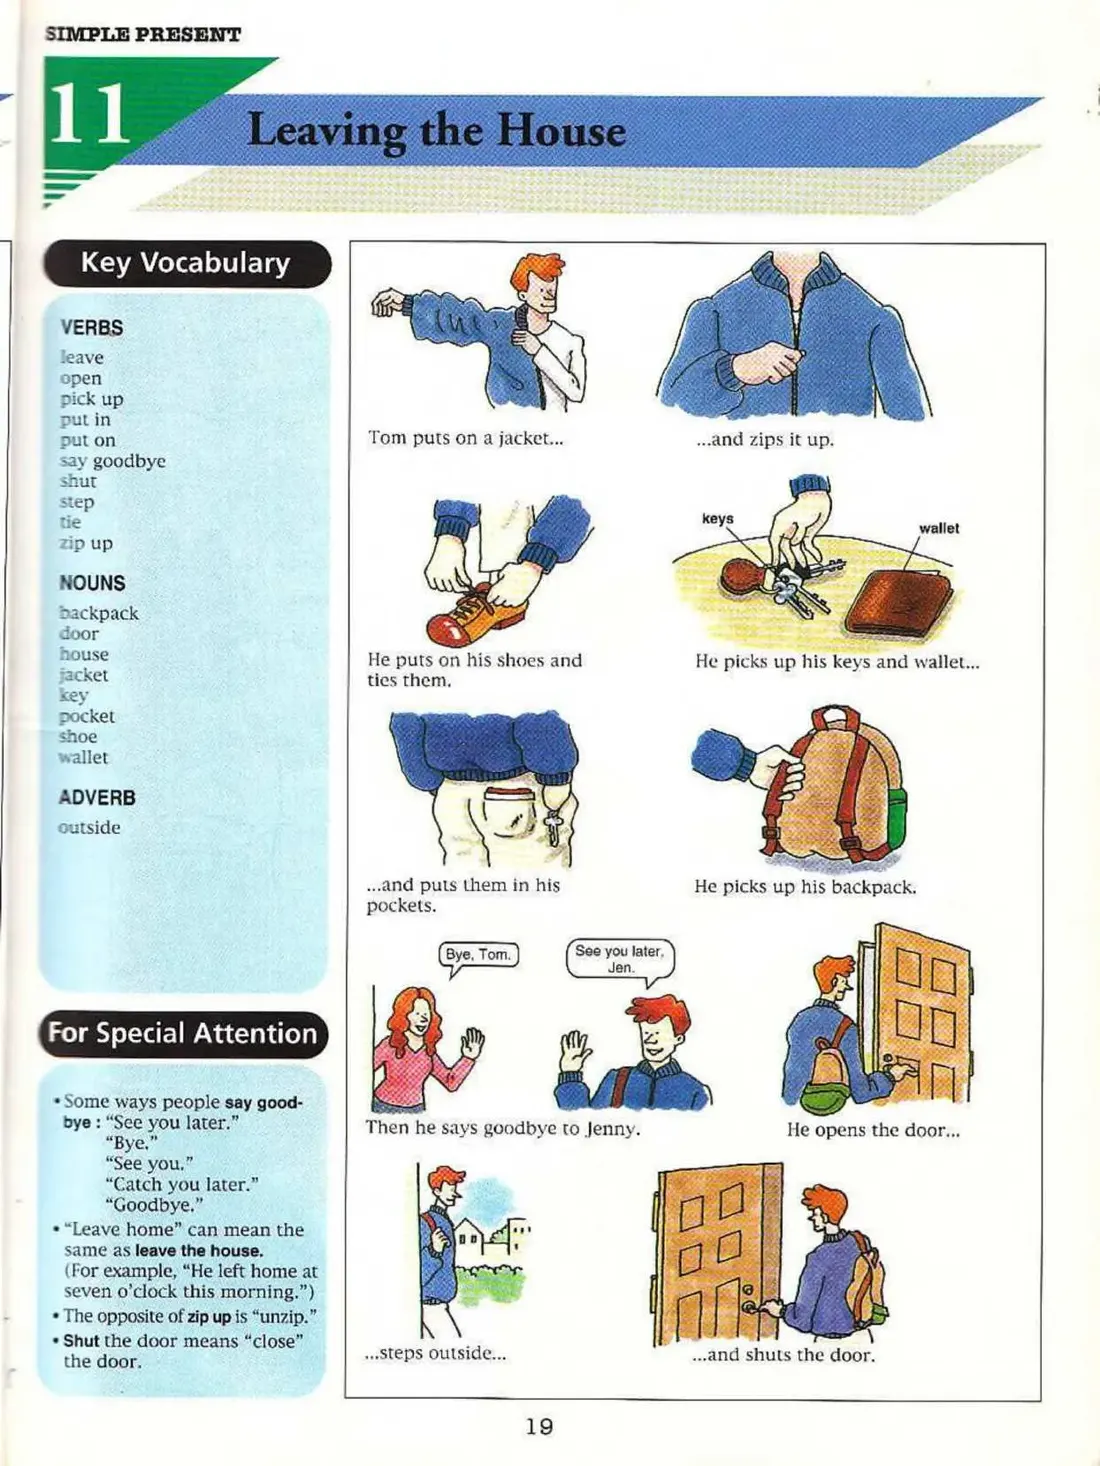 SIMPLE PRESENT
11
Leaving the House
Key Vocabulary
VERBS
leave
open
pick up
put in
put on
say goodbye
shut
step
tie
zip up
NOUNS
backpack
door
house
jacket
key
pocket
shoe
wallet
ADVERB
outside
For Special Attention
• Some ways people say good-
bye : "See you later."
"Bye."
"See you."
"Catch you later."
"Goodbye."
• "Leave home" can mean the
same as leave the house.
(For example, "He left home at
seven o'clock this morning.")
• The opposite of zip up is "unzip."
• Shut the door means "close"
the door.
Tom puts on a jacket...
...and zips it up.
keys
wallet
He puts on his shoes and
ties them.
He picks up his keys and wallet...
...and puts them in his
pockets.
He picks up his backpack.
Bye, Tom.
See you later,
Jen.
Then he says goodbye to Jenny.
He opens the door...
...steps outside...
...and shuts the door.
19